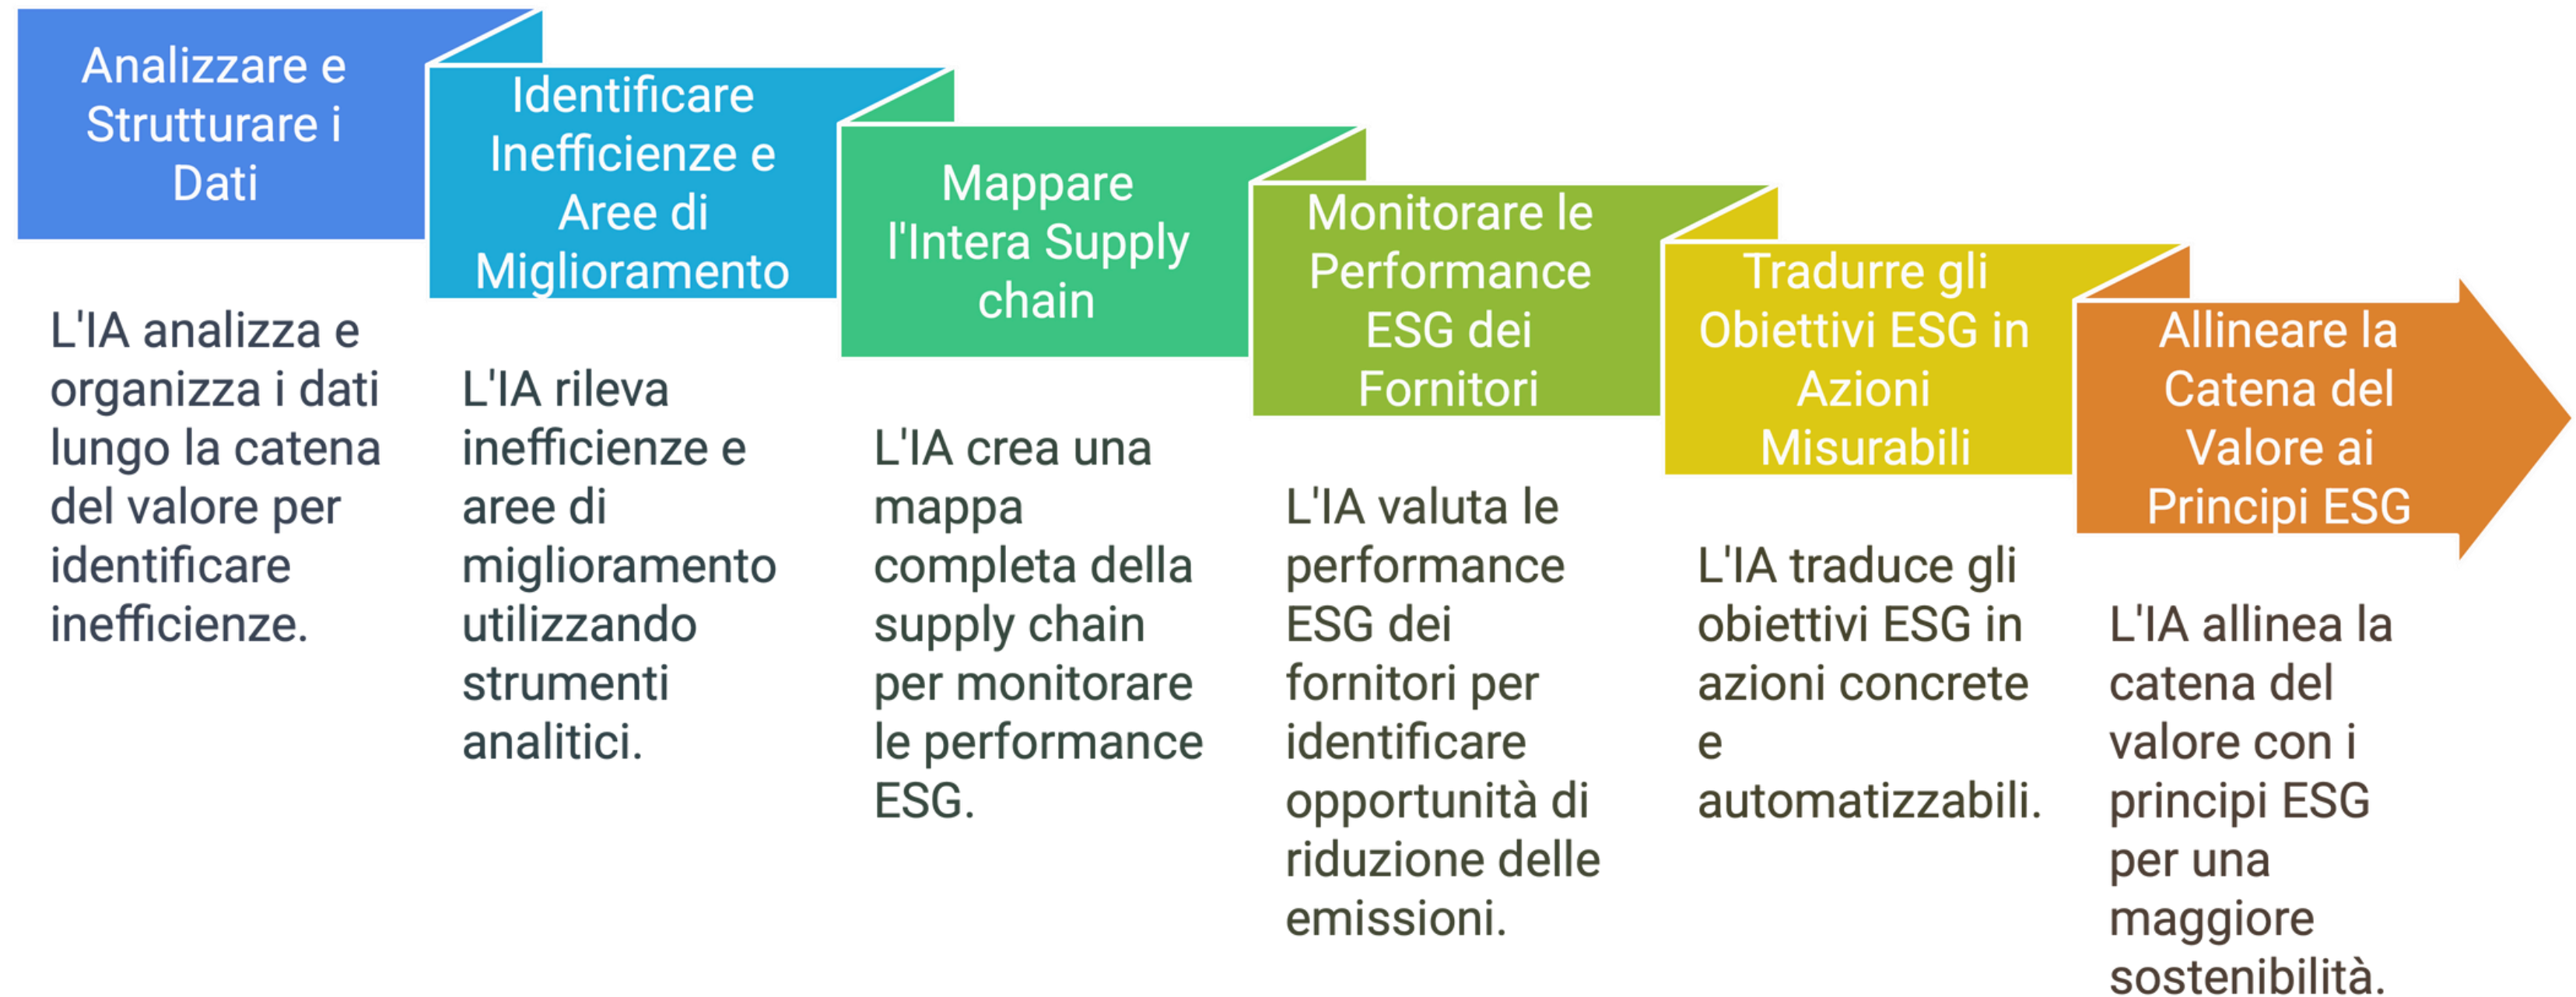 Analizzare e
Strutturare i
Dati
L'IA analizza e
organizza i dati
lungo la catena
del valore per
identificare
inefficienze.
Identificare
Inefficienze e
Aree di
Miglioramento
L'IA rileva
inefficienze e
aree di
miglioramento
utilizzando
strumenti
analitici.
Mappare
l'Intera Supply
chain
L'IA crea una
mappa
completa della
supply chain
per monitorare
le performance
ESG.
Monitorare le
Performance
ESG dei
Fornitori
L'IA valuta le
performance
ESG dei
fornitori per
identificare
opportunità di
riduzione delle
emissioni.
Tradurre gli
Obiettivi ESG in
Azioni
Misurabili
L'IA traduce gli
obiettivi ESG in
azioni concrete
e
automatizzabili.
Allineare la
Catena del
Valore ai
Principi ESG
L'IA allinea la
catena del
valore con i
principi ESG
per una
maggiore
sostenibilità.